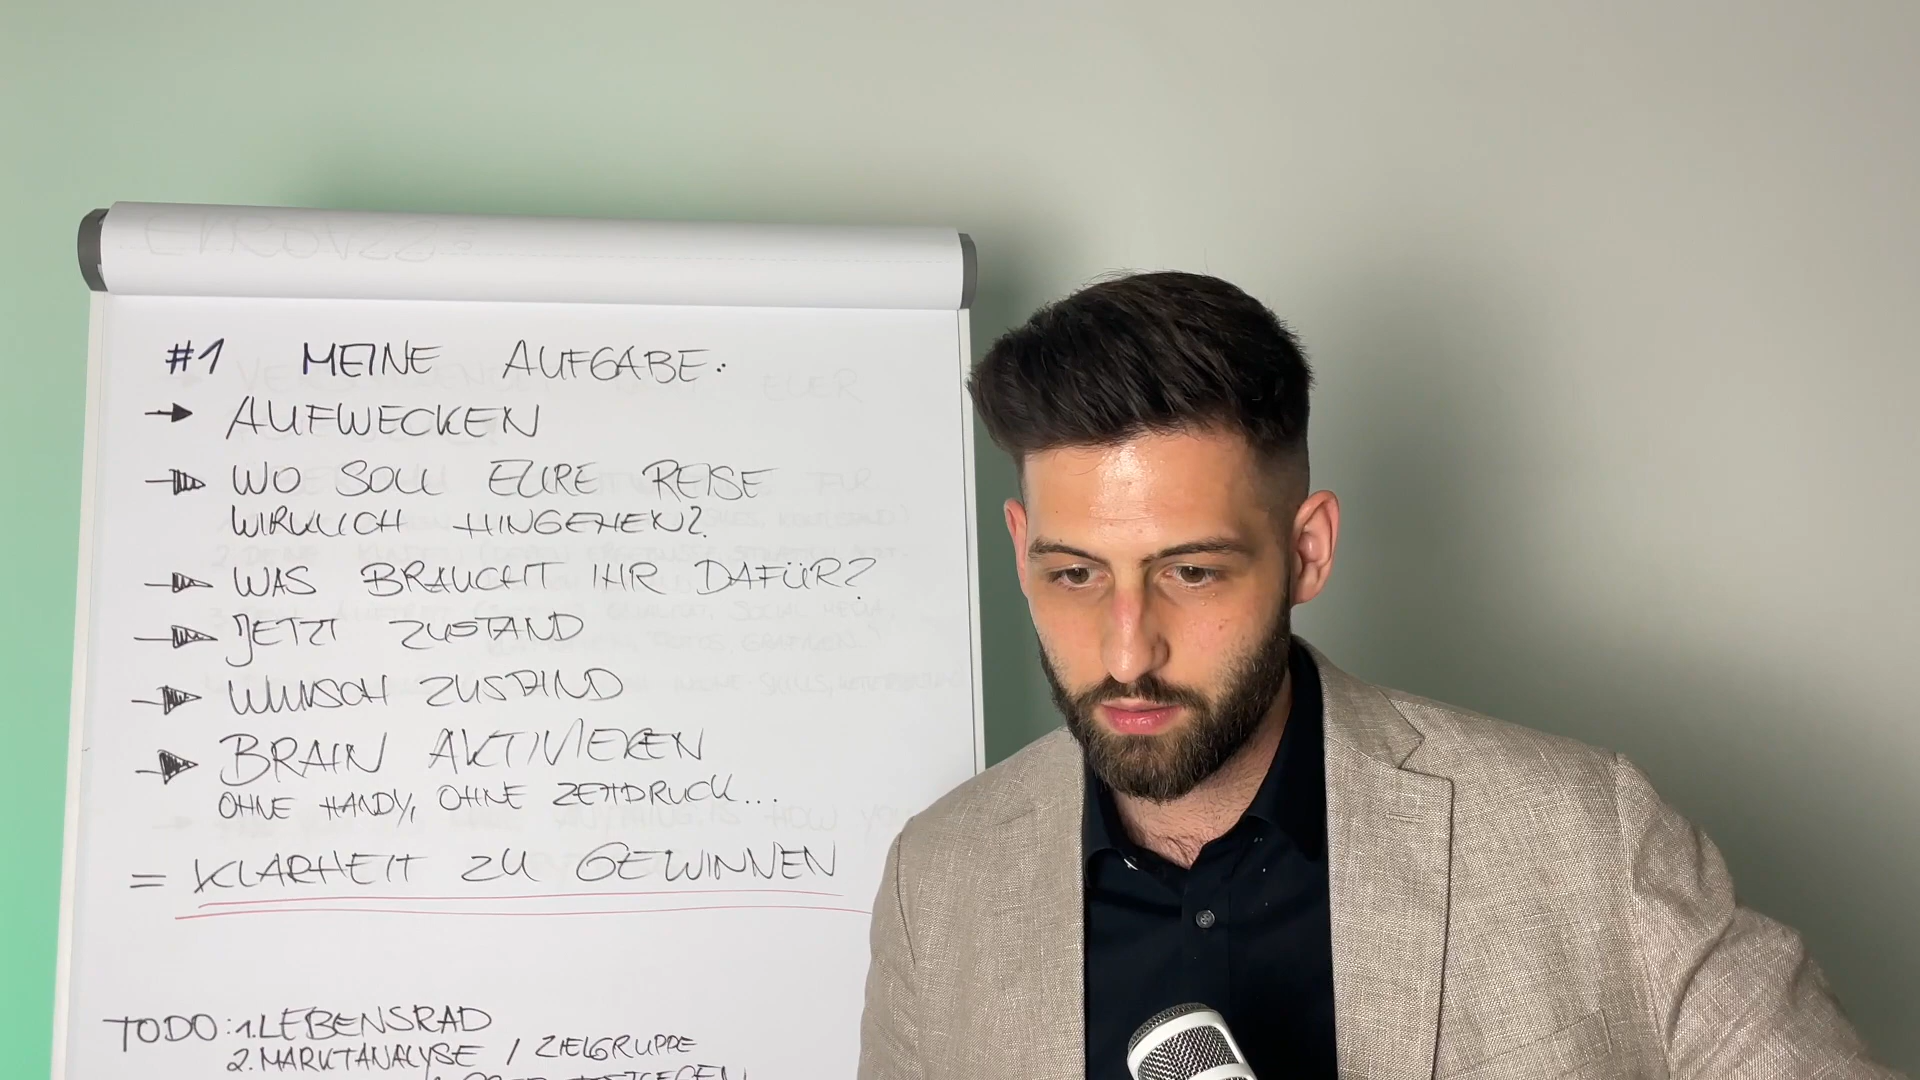 #1 MEINE AUFGABE:
→ AUFWECKEN
→ WO SOLL EURE REISE
WIRKLICH HINGEHEN?
→ WAS BRAUCHT IHR DAFÜR?
→ JETZT ZUSTAND
→ WUNSCH ZUSTAND
→ BRAIN AKTIVIEREN
OHNE HANDY, OHNE ZEITDRUCK...
= KLARHEIT ZU GEWINNEN
TODO: 1. LEBENSRAD
2. MARKTANALYSE / ZIELGRUPPE